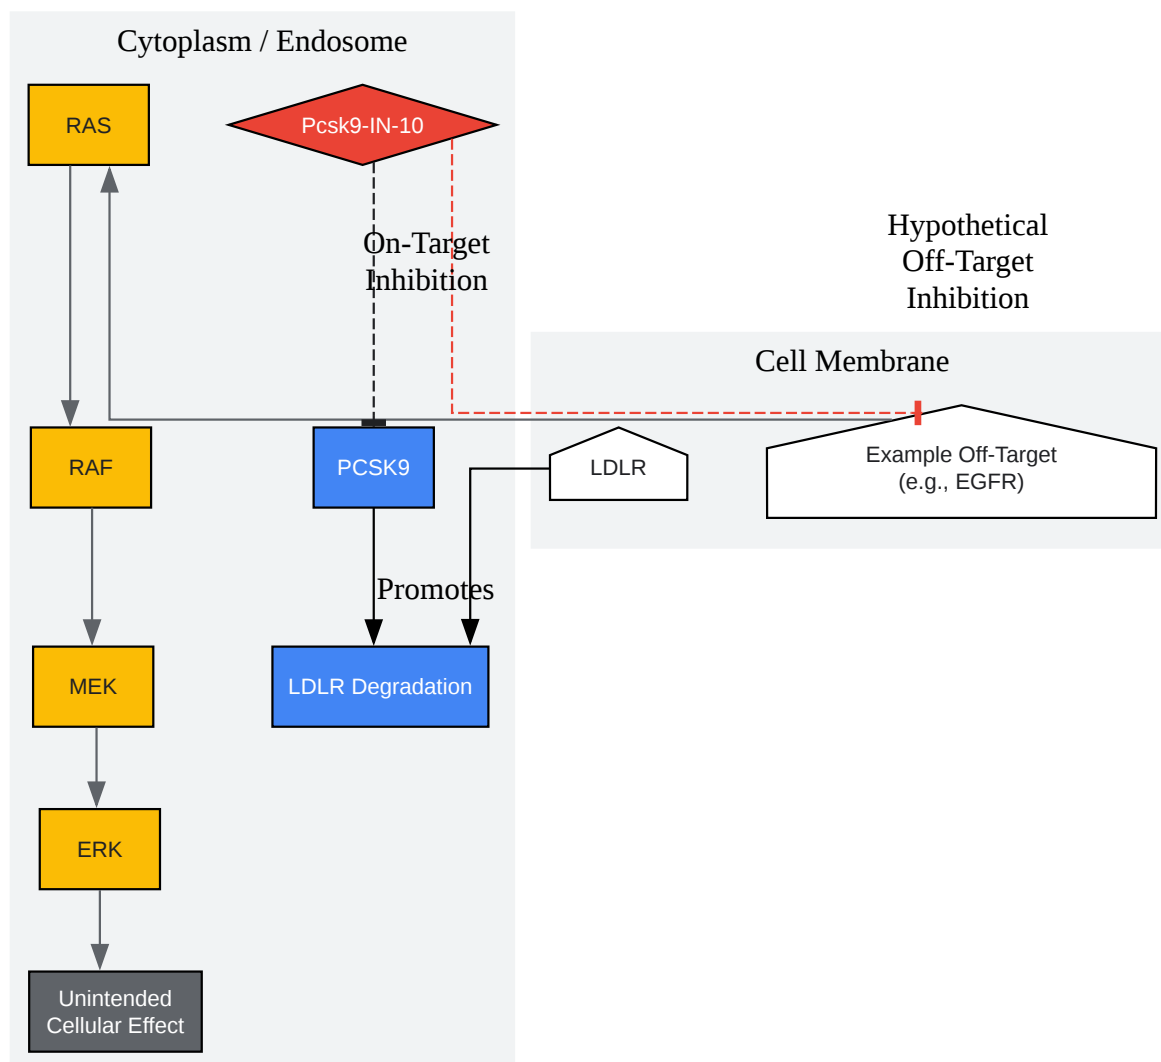 Cytoplasm / Endosome
RAS
Pcsk9-IN-10
On-Target
Inhibition
Hypothetical
Off-Target
Inhibition
Cell Membrane
RAF
PCSK9
LDLR
Example Off-Target
(e.g., EGFR)
Promotes
MEK
LDLR Degradation
ERK
Unintended
Cellular Effect